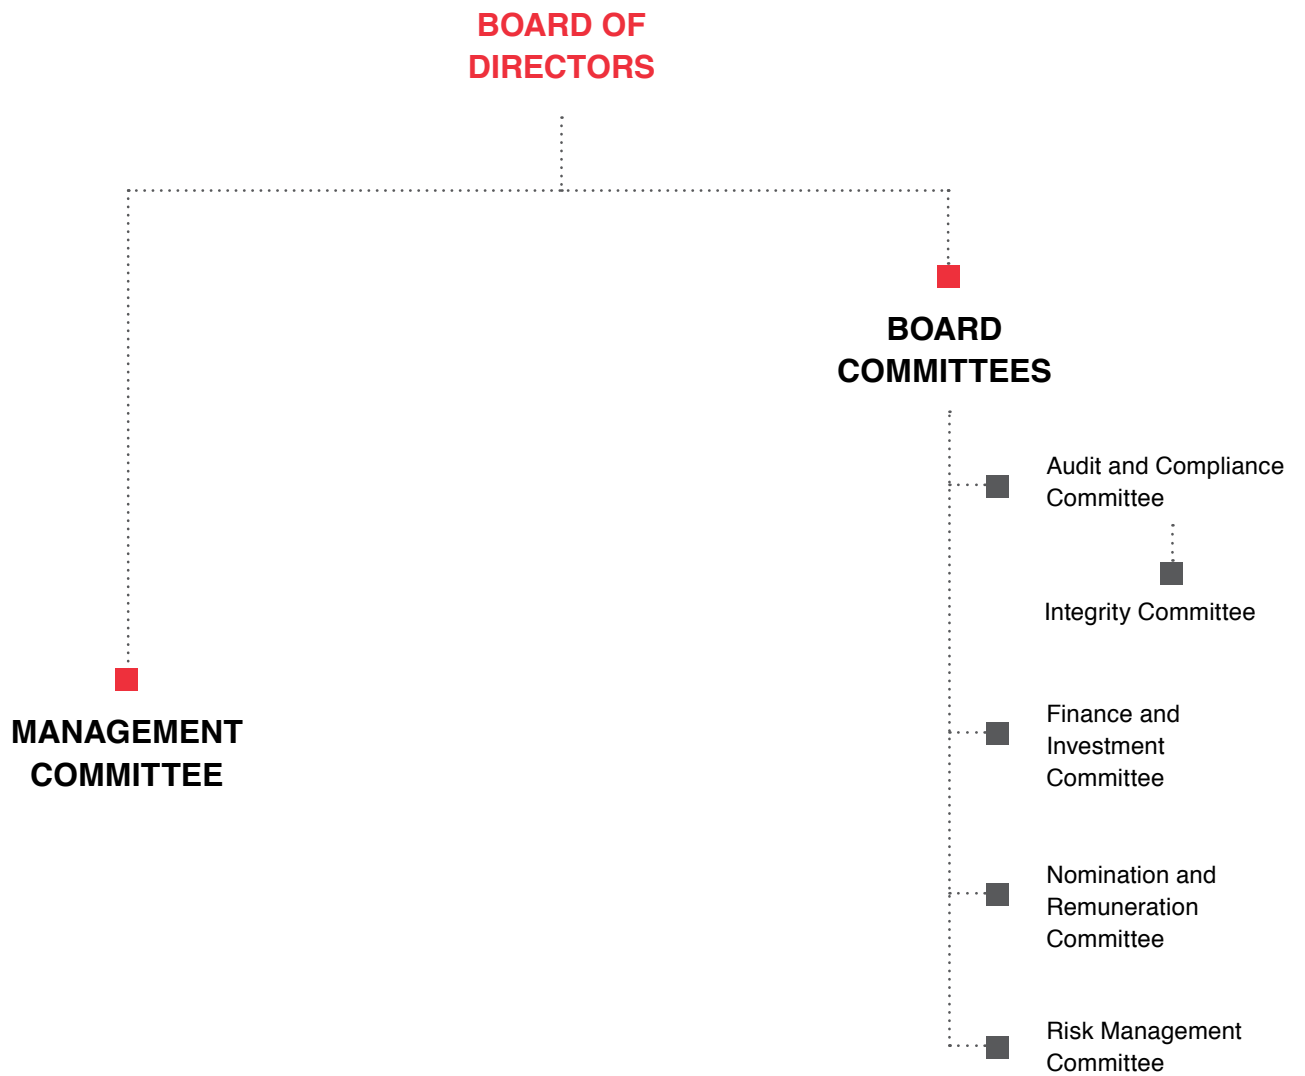 BOARD OF
DIRECTORS
BOARD
COMMITTEES
Audit and Compliance
Committee
Integrity Committee
MANAGEMENT
COMMITTEE
Finance and
Investment
Committee
Nomination and
Remuneration
Committee
Risk Management
Committee